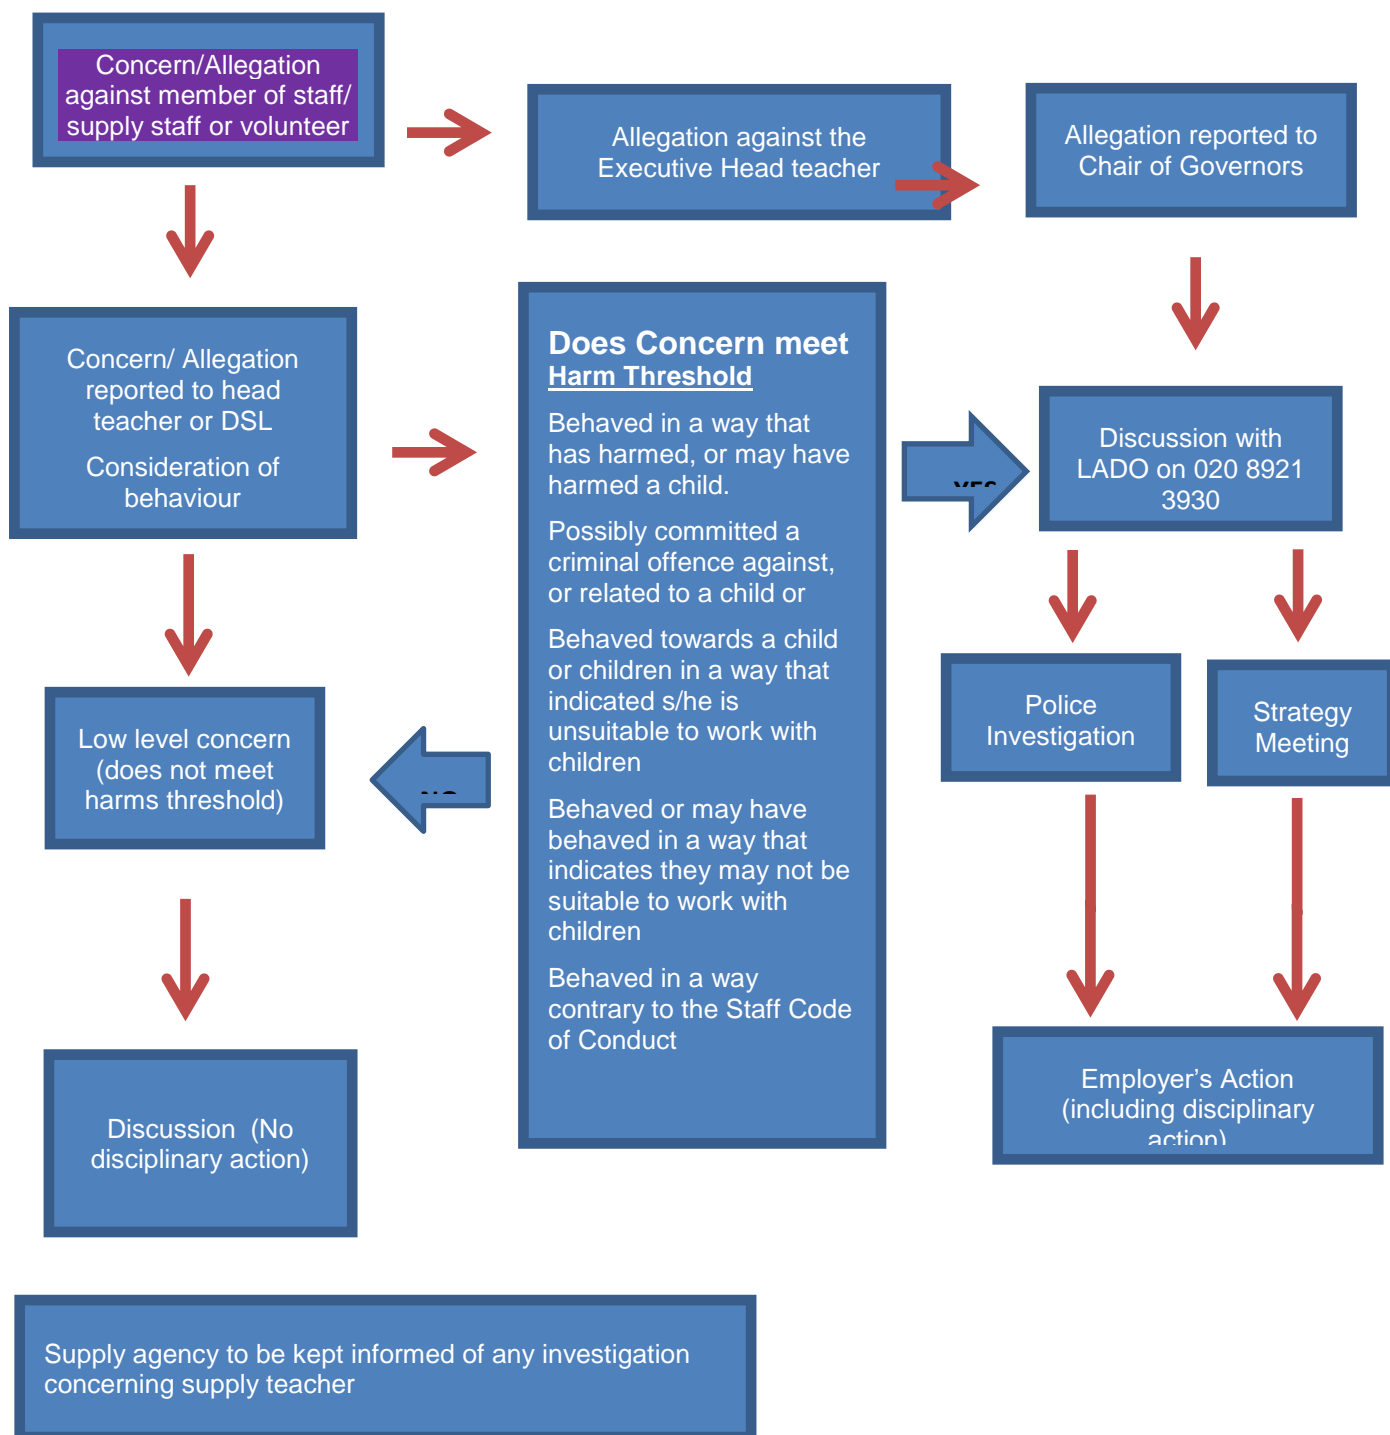 Concern/Allegation
against member of staff/
supply staff or volunteer
Allegation against the
Executive Head teacher
Allegation reported to
Chair of Governors
Concern/ Allegation
reported to head
teacher or DSL
Consideration of
behaviour
Does Concern meet
Harm Threshold
Behaved in a way that
has harmed, or may have
harmed a child.
Possibly committed a
criminal offence against,
or related to a child or
Behaved towards a child
or children in a way that
indicated s/he is
unsuitable to work with
children
Behaved or may have
behaved in a way that
indicates they may not be
suitable to work with
children
Behaved in a way
contrary to the Staff Code
of Conduct
YES
Discussion with
LADO on 020 8921
3930
Police
Investigation
Strategy
Meeting
Low level concern
(does not meet
harms threshold)
NO
Discussion  (No
disciplinary action)
Employer’s Action
(including disciplinary
action)
Supply agency to be kept informed of any investigation
concerning supply teacher